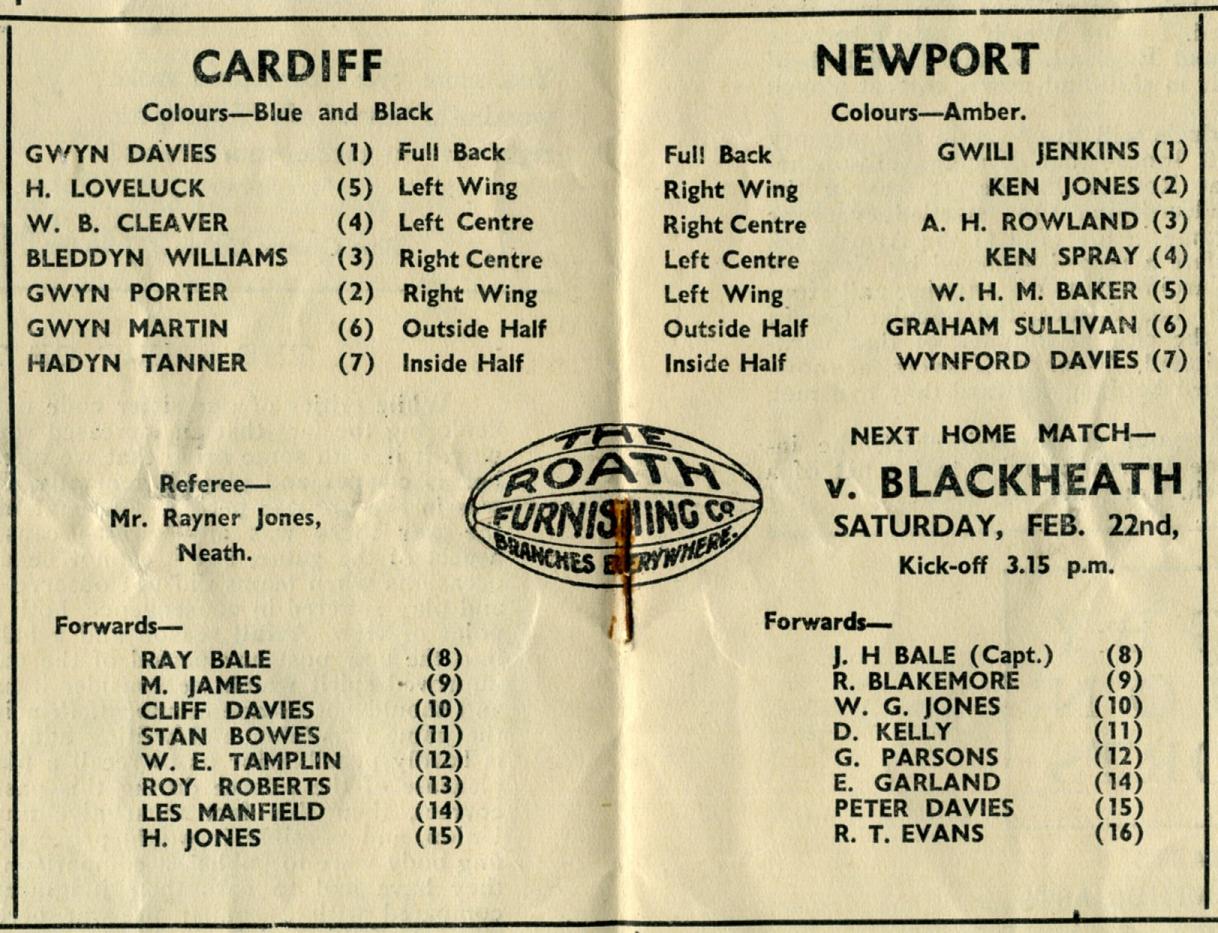 CARDIFF
Colours—Blue and Black
GWYN DAVIES (1) Full Back
H. LOVELUCK (5) Left Wing
W. B. CLEAVER (4) Left Centre
BLEDDYN WILLIAMS (3) Right Centre
GWYN PORTER (2) Right Wing
GWYN MARTIN (6) Outside Half
HADYN TANNER (7) Inside Half
Referee—
Mr. Rayner Jones,
Neath.
Forwards—
RAY BALE (8)
M. JAMES (9)
CLIFF DAVIES (10)
STAN BOWES (11)
W. E. TAMPLIN (12)
ROY ROBERTS (13)
LES MANFIELD (14)
H. JONES (15)
THE
ROATH
FURNISHING CO
BRANCHES EVERYWHERE.
NEWPORT
Colours—Amber.
Full Back GWILI JENKINS (1)
Right Wing KEN JONES (2)
Right Centre A. H. ROWLAND (3)
Left Centre KEN SPRAY (4)
Left Wing W. H. M. BAKER (5)
Outside Half GRAHAM SULLIVAN (6)
Inside Half WYNFORD DAVIES (7)
NEXT HOME MATCH—
v. BLACKHEATH
SATURDAY, FEB. 22nd,
Kick-off 3.15 p.m.
Forwards—
J. H BALE (Capt.) (8)
R. BLAKEMORE (9)
W. G. JONES (10)
D. KELLY (11)
G. PARSONS (12)
E. GARLAND (14)
PETER DAVIES (15)
R. T. EVANS (16)